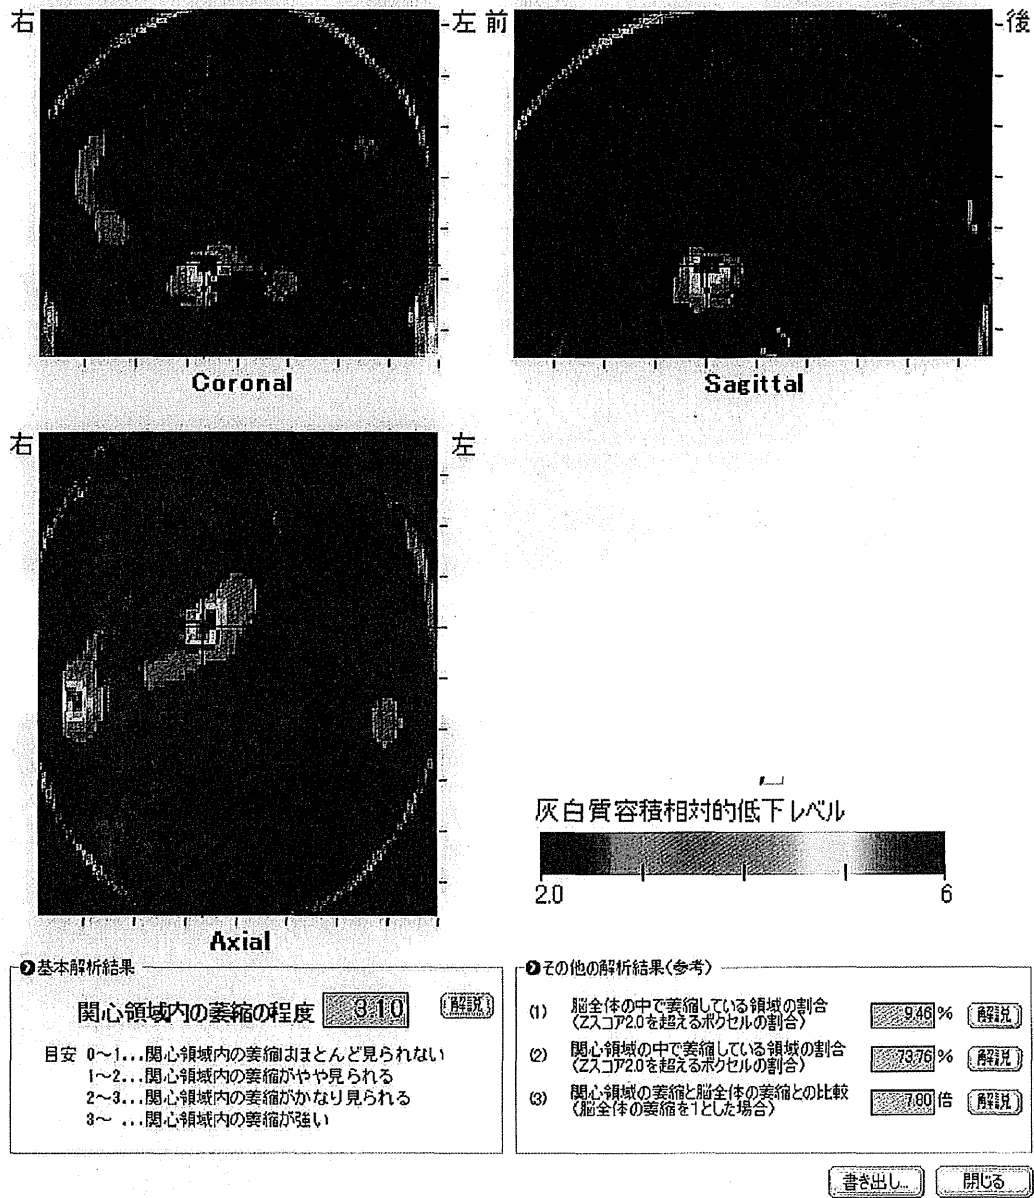 右
左
前
後
Coronal
Sagittal
右
左
Axial
灰白質容積相対的低下レベル
2.0
6
基本解析結果
関心領域内の萎縮の程度 3.10 解説
目安 0～1...関心領域内の萎縮はほとんど見られない
1～2...関心領域内の萎縮がやや見られる
2～3...関心領域内の萎縮がかなり見られる
3～ ...関心領域内の萎縮が強い
その他の解析結果(参考)
(1) 脳全体の中で萎縮している領域の割合 9.46 % 解説
(Zスコア2.0を超えるボクセルの割合)
(2) 関心領域の中で萎縮している領域の割合 73.76 % 解説
(Zスコア2.0を超えるボクセルの割合)
(3) 関心領域の萎縮と脳全体の萎縮との比較 7.80 倍 解説
(脳全体の萎縮を1とした場合)
書き出し...
閉じる